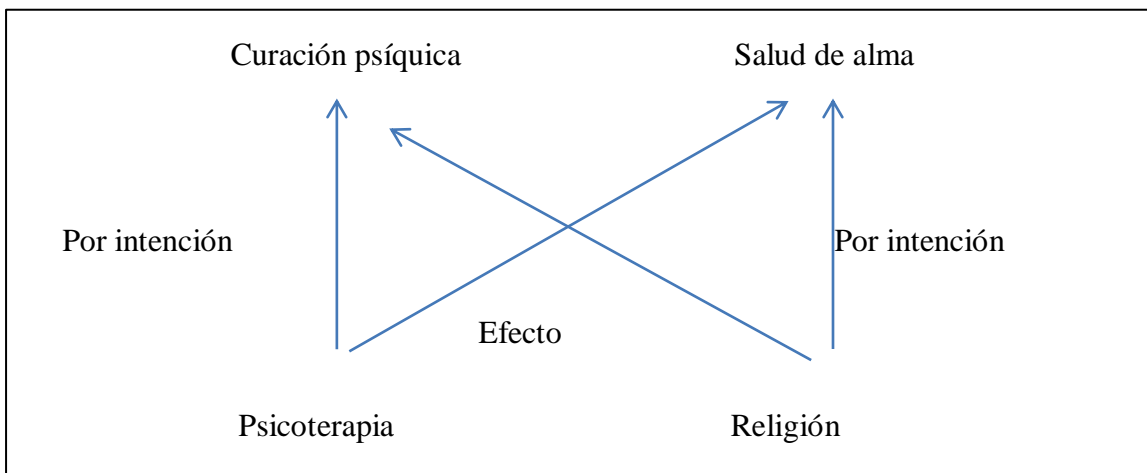 Curación psíquica Salud de alma
Por intención Por intención
Efecto
Psicoterapia Religión